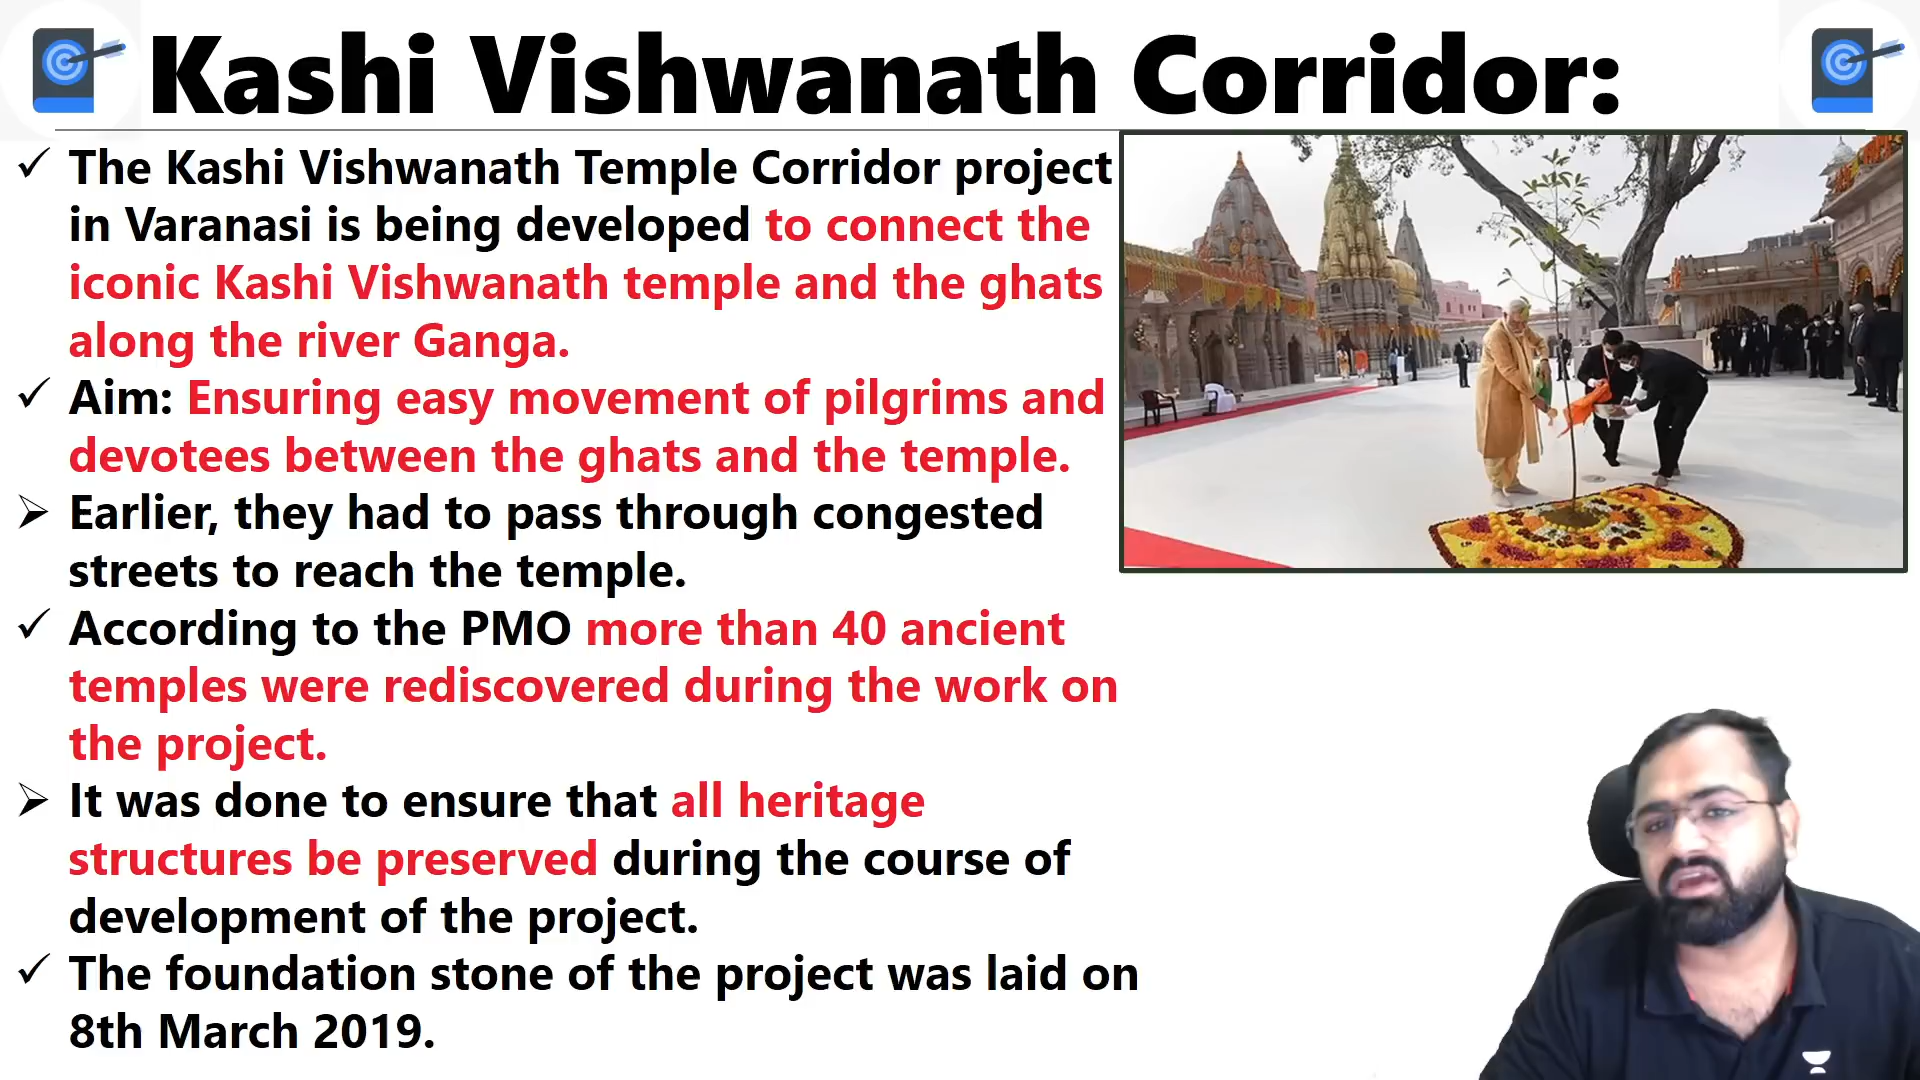 Kashi Vishwanath Corridor:
The Kashi Vishwanath Temple Corridor project
in Varanasi is being developed to connect the
iconic Kashi Vishwanath temple and the ghats
along the river Ganga.
Aim: Ensuring easy movement of pilgrims and
devotees between the ghats and the temple.
Earlier, they had to pass through congested
streets to reach the temple.
According to the PMO more than 40 ancient
temples were rediscovered during the work on
the project.
It was done to ensure that all heritage
structures be preserved during the course of
development of the project.
The foundation stone of the project was laid on
8th March 2019.